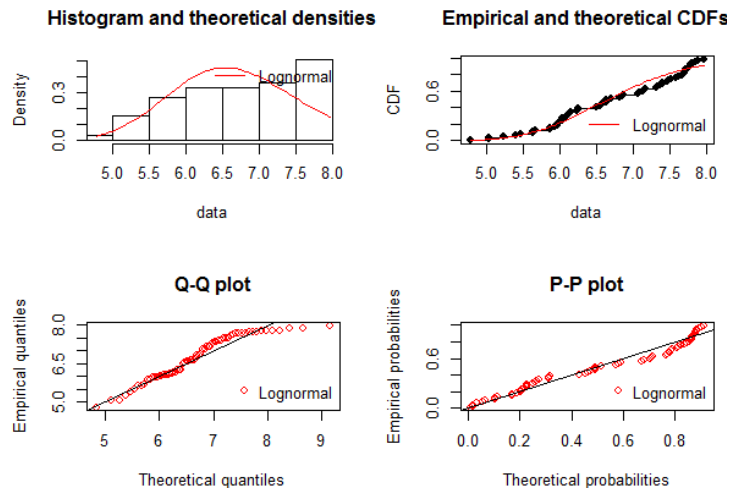 Histogram and theoretical densities
Density
0.0
0.3
Lognormal
5.0 5.5 6.0 6.5 7.0 7.5 8.0
data
Empirical and theoretical CDFs
CDF
0.0
0.6
Lognormal
5.0 5.5 6.0 6.5 7.0 7.5 8.0
data
Q-Q plot
Empirical quantiles
5.0
6.5
8.0
Lognormal
5 6 7 8 9
Theoretical quantiles
P-P plot
Empirical probabilities
0.0
0.6
Lognormal
0.0 0.2 0.4 0.6 0.8
Theoretical probabilities